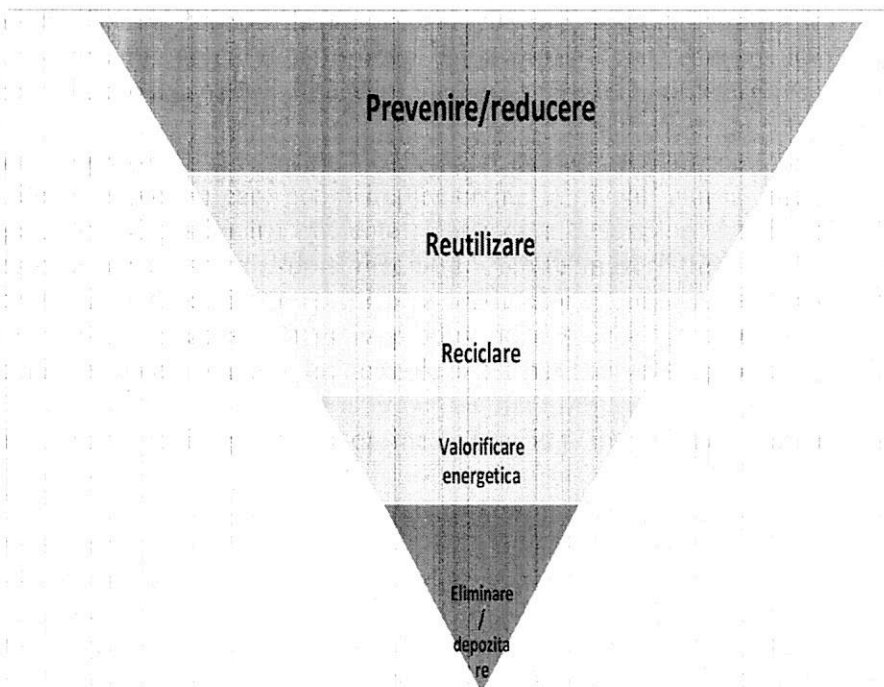 Prevenire/reducere
Reutilizare
Reciclare
Valorificare
energetica
Eliminare
/
depozita
re